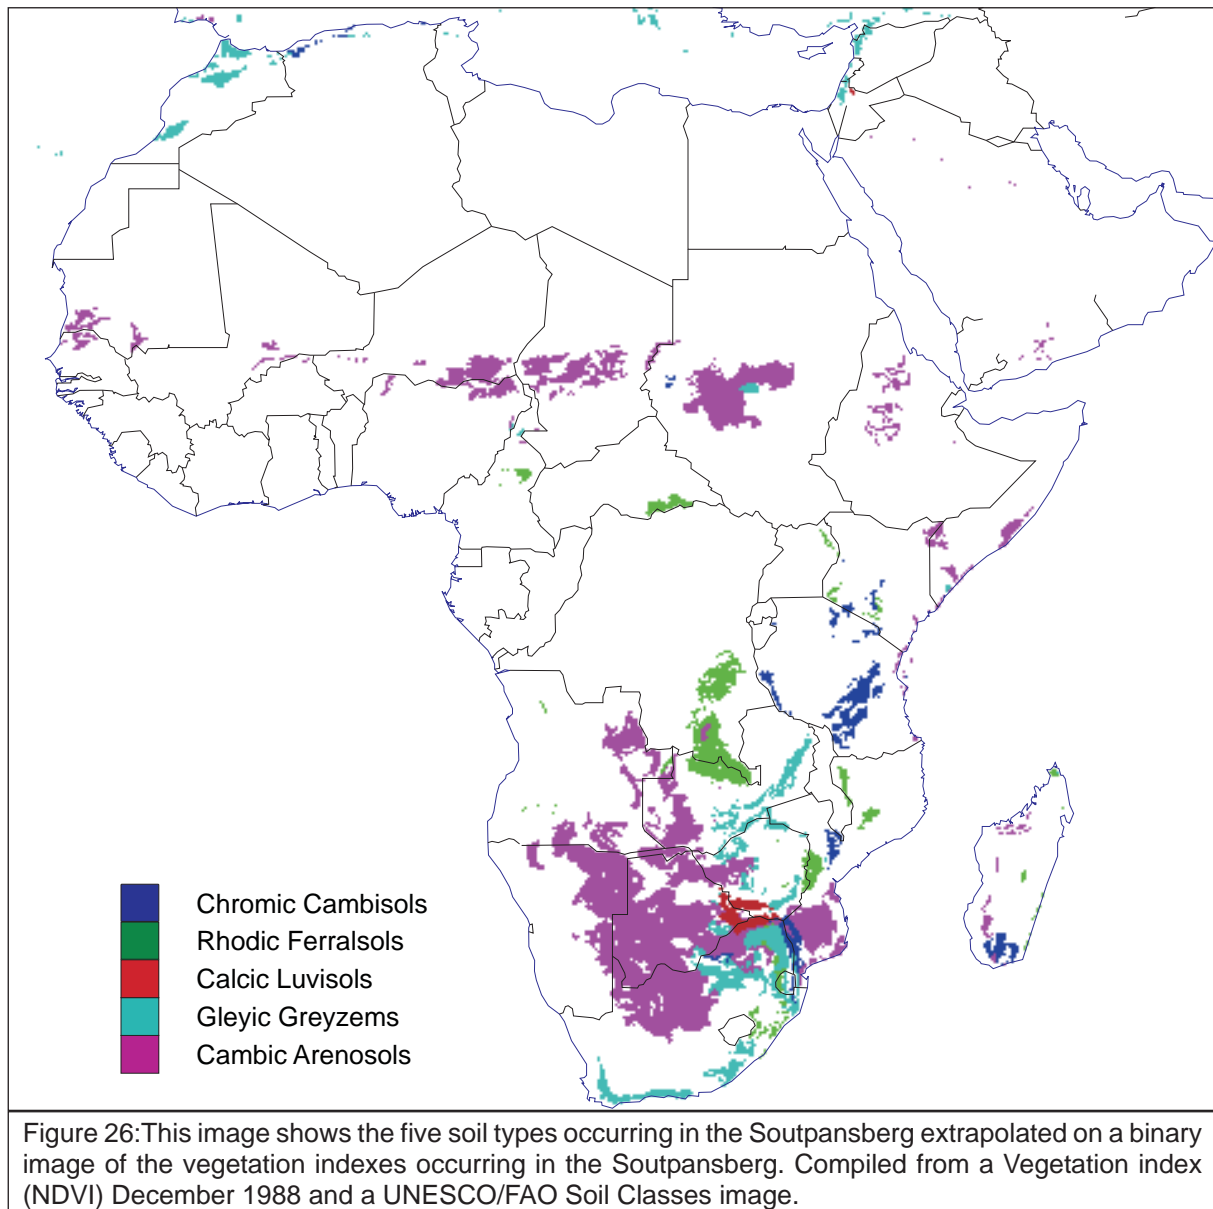 Chromic Cambisols
Rhodic Ferralsols
Calcic Luvisols
Gleyic Greyzems
Cambic Arenosols
Figure 26:This image shows the five soil types occurring in the Soutpansberg extrapolated on a binary
image of the vegetation indexes occurring in the Soutpansberg. Compiled from a Vegetation index
(NDVI) December 1988 and a UNESCO/FAO Soil Classes image.